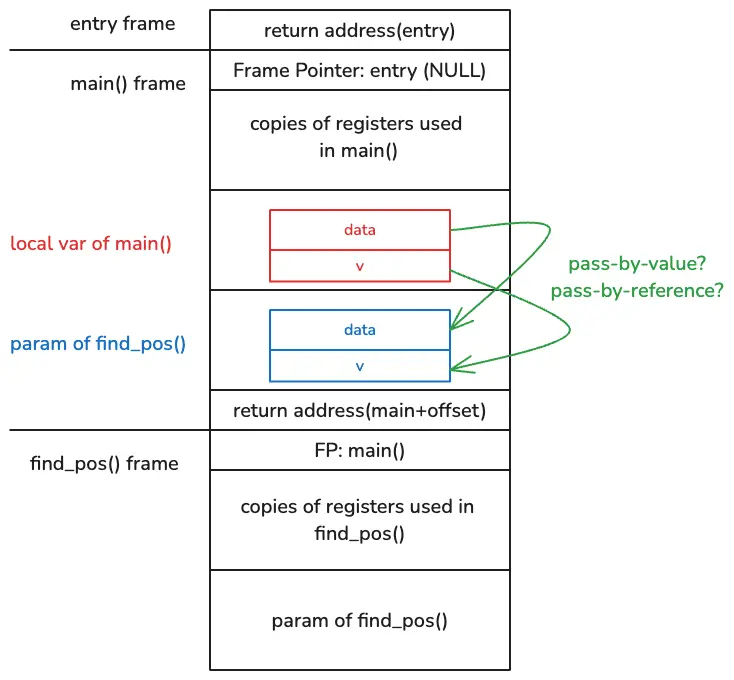 entry frame
return address(entry)
main() frame
Frame Pointer: entry (NULL)
copies of registers used
in main()
local var of main()
data
v
pass-by-value?
pass-by-reference?
param of find_pos()
data
v
return address(main+offset)
find_pos() frame
FP: main()
copies of registers used in
find_pos()
param of find_pos()